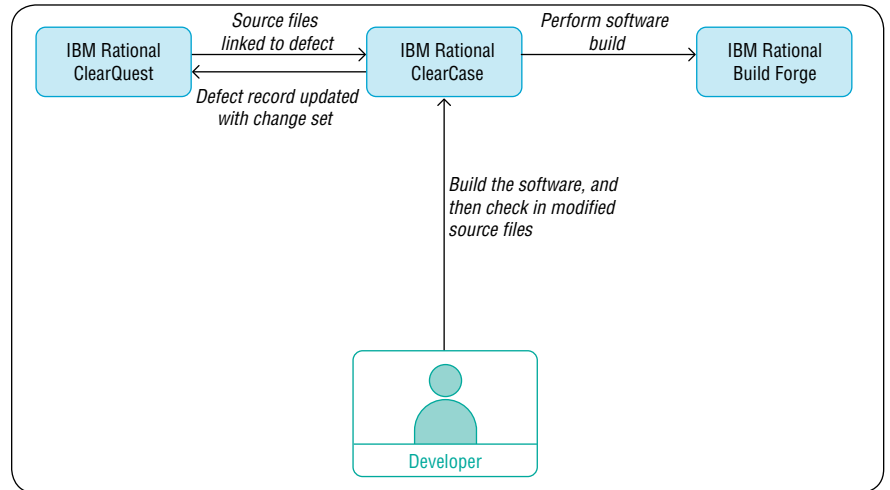 IBM Rational
ClearQuest
Source files
linked to defect
Defect record updated
with change set
IBM Rational
ClearCase
Perform software
build
IBM Rational
Build Forge
Build the software, and
then check in modified
source files
Developer